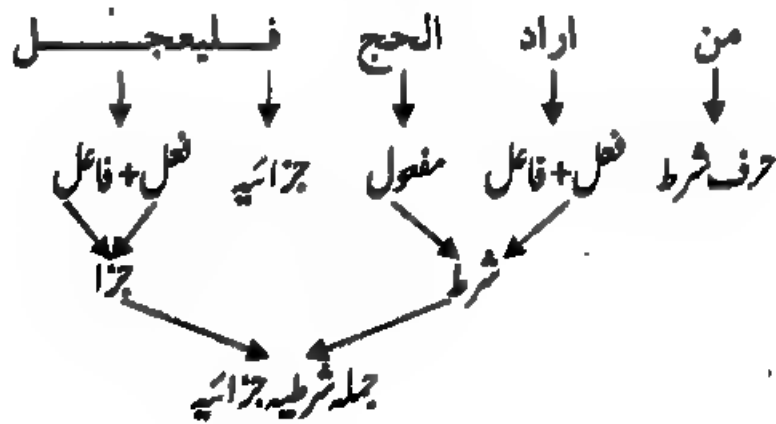 من اراد الحج فليعجل
حرف شرط فعل+فاعل مفعول جزائیہ فعل+فاعل
شرط جزا
جملہ شرطیہ جزائیہ